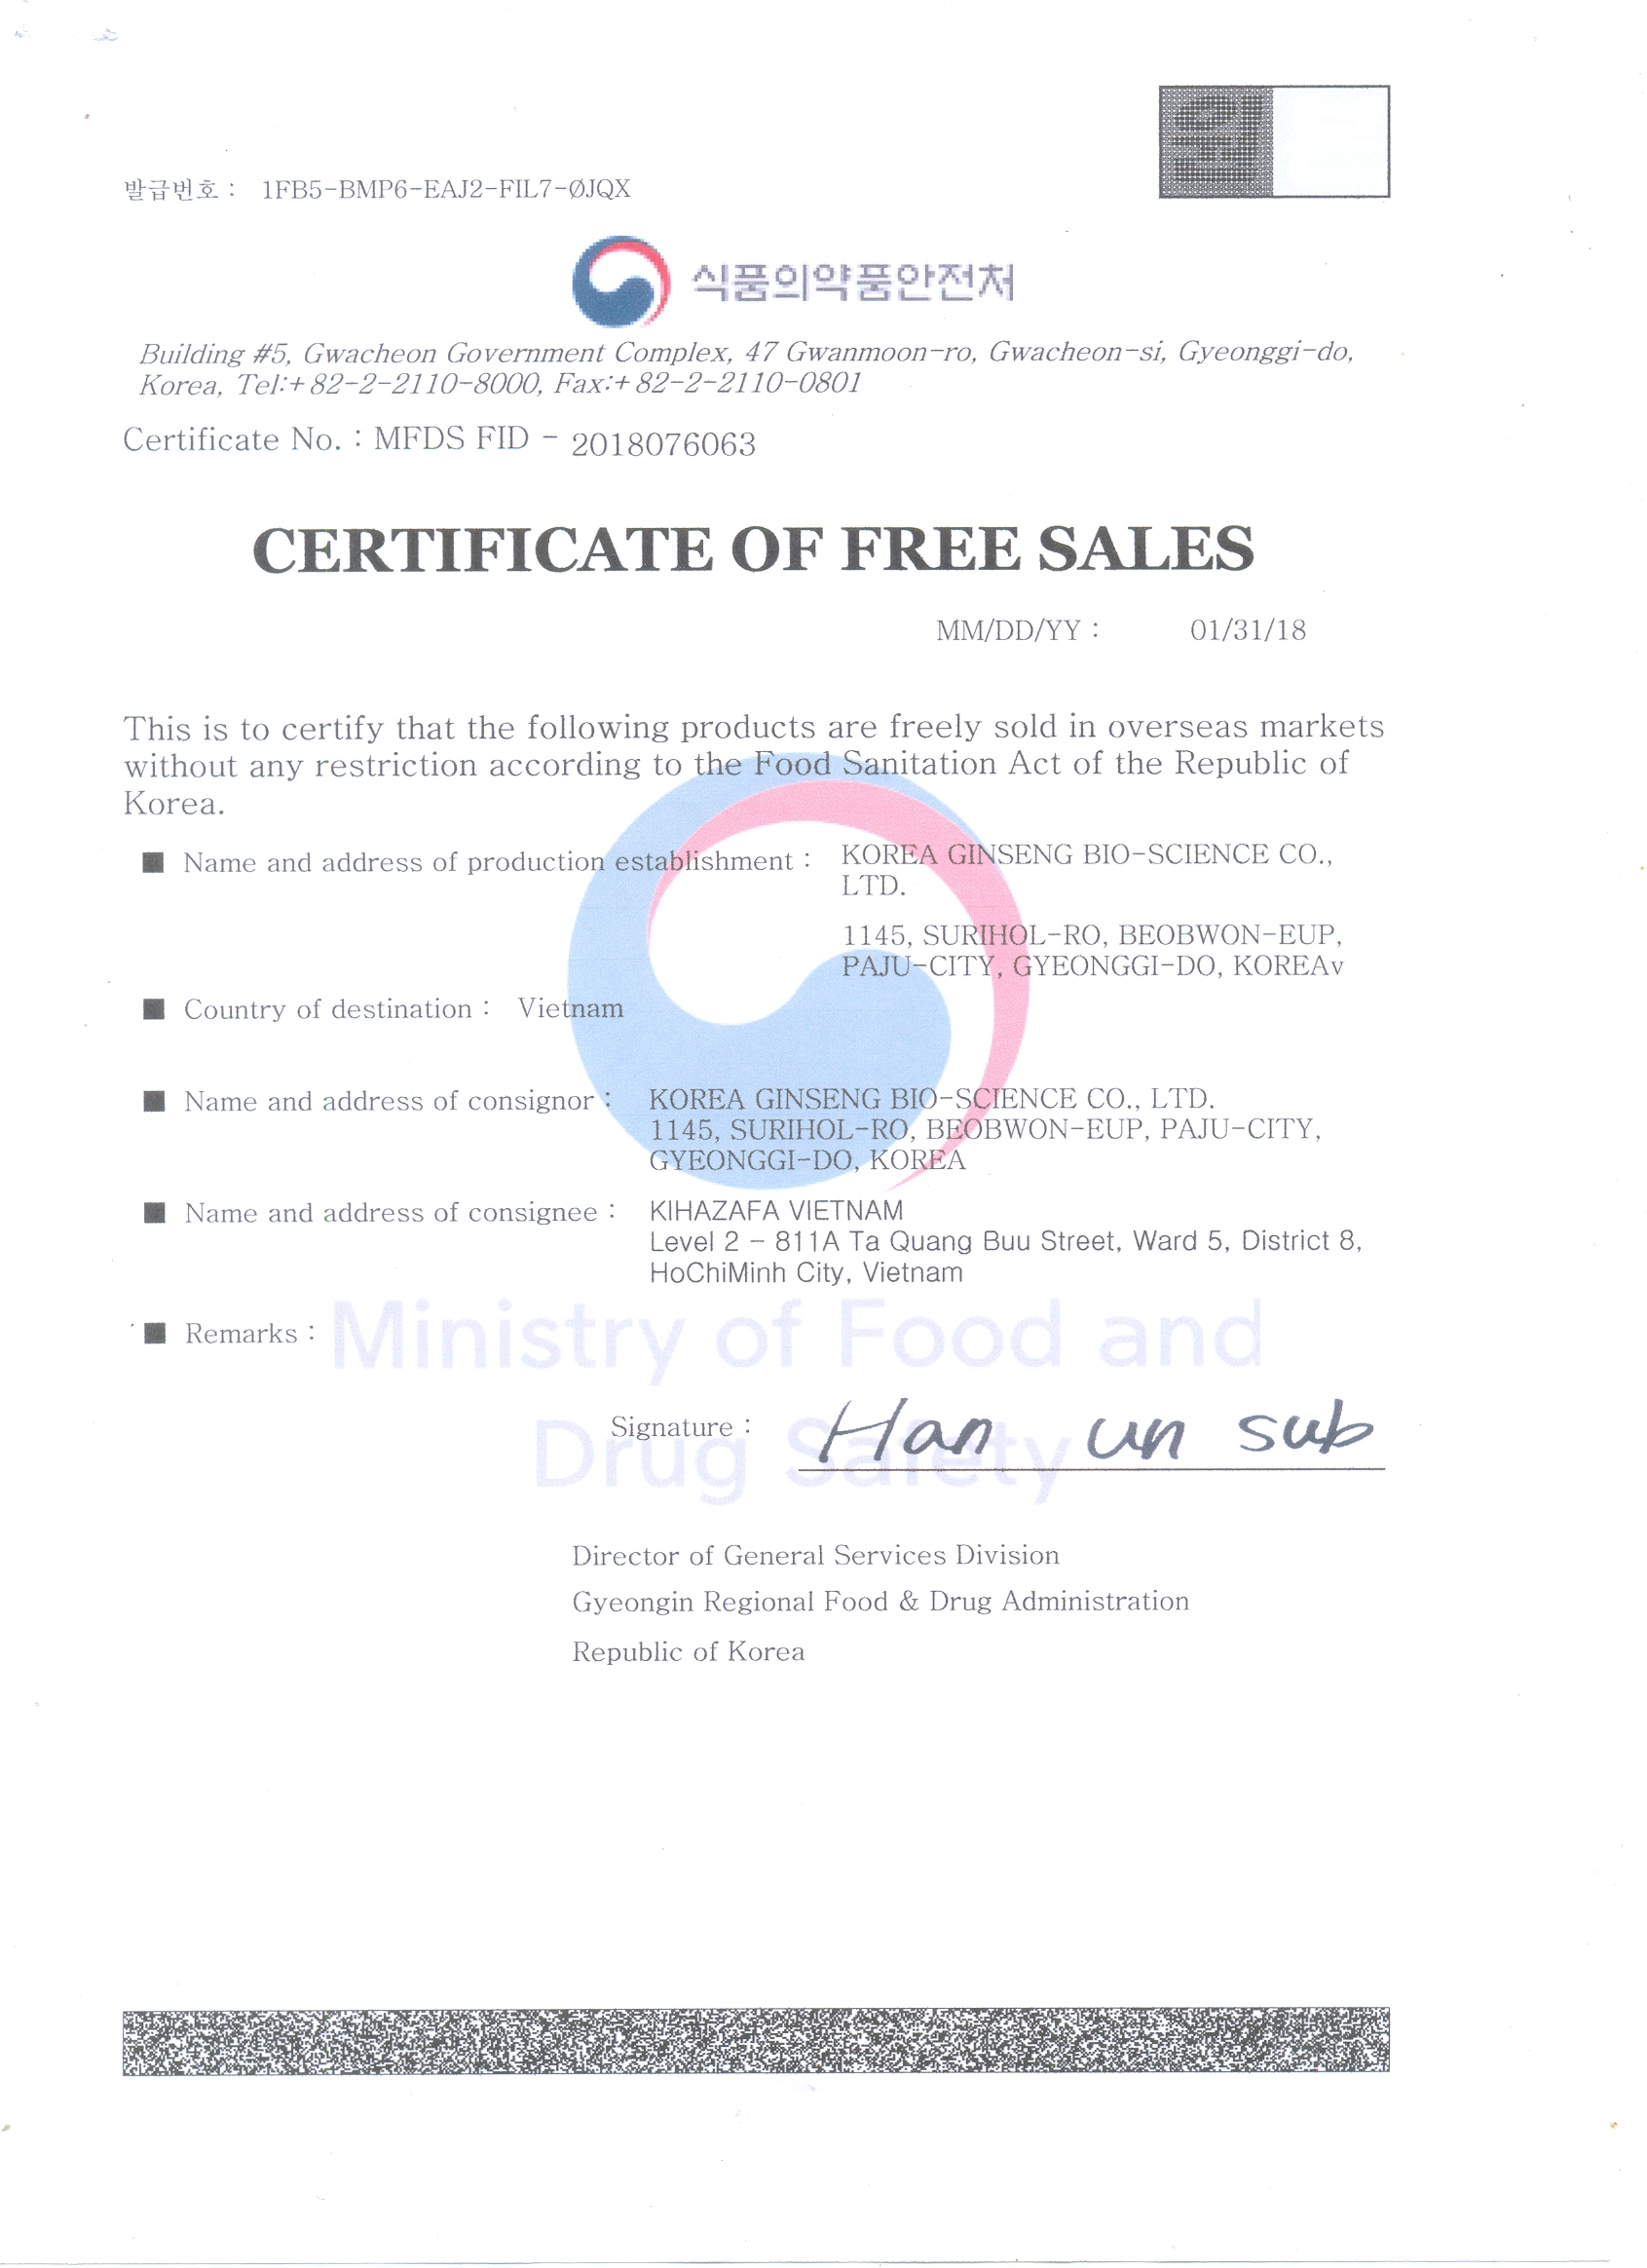 원
발급번호 : 1FB5-BMP6-EAJ2-FIL7-ØJQX
식품의약품안전처
Building #5, Gwacheon Government Complex, 47 Gwanmoon-ro, Gwacheon-si, Gyeonggi-do,
Korea, Tel:+82-2-2110-8000, Fax:+82-2-2110-0801
Certificate No. : MFDS FID - 2018076063
CERTIFICATE OF FREE SALES
MM/DD/YY : 01/31/18
This is to certify that the following products are freely sold in overseas markets
without any restriction according to the Food Sanitation Act of the Republic of
Korea.
■ Name and address of production establishment : KOREA GINSENG BIO-SCIENCE CO.,
LTD.
1145, SURIHOL-RO, BEOBWON-EUP,
PAJU-CITY, GYEONGGI-DO, KOREAv
■ Country of destination : Vietnam
■ Name and address of consignor : KOREA GINSENG BIO-SCIENCE CO., LTD.
1145, SURIHOL-RO, BEOBWON-EUP, PAJU-CITY,
GYEONGGI-DO, KOREA
■ Name and address of consignee : KIHAZAFA VIETNAM
Level 2 - 811A Ta Quang Buu Street, Ward 5, District 8,
HoChiMinh City, Vietnam
■ Remarks :
Ministry of Food and
Drug Safety
Signature : Han un sub
Director of General Services Division
Gyeongin Regional Food & Drug Administration
Republic of Korea